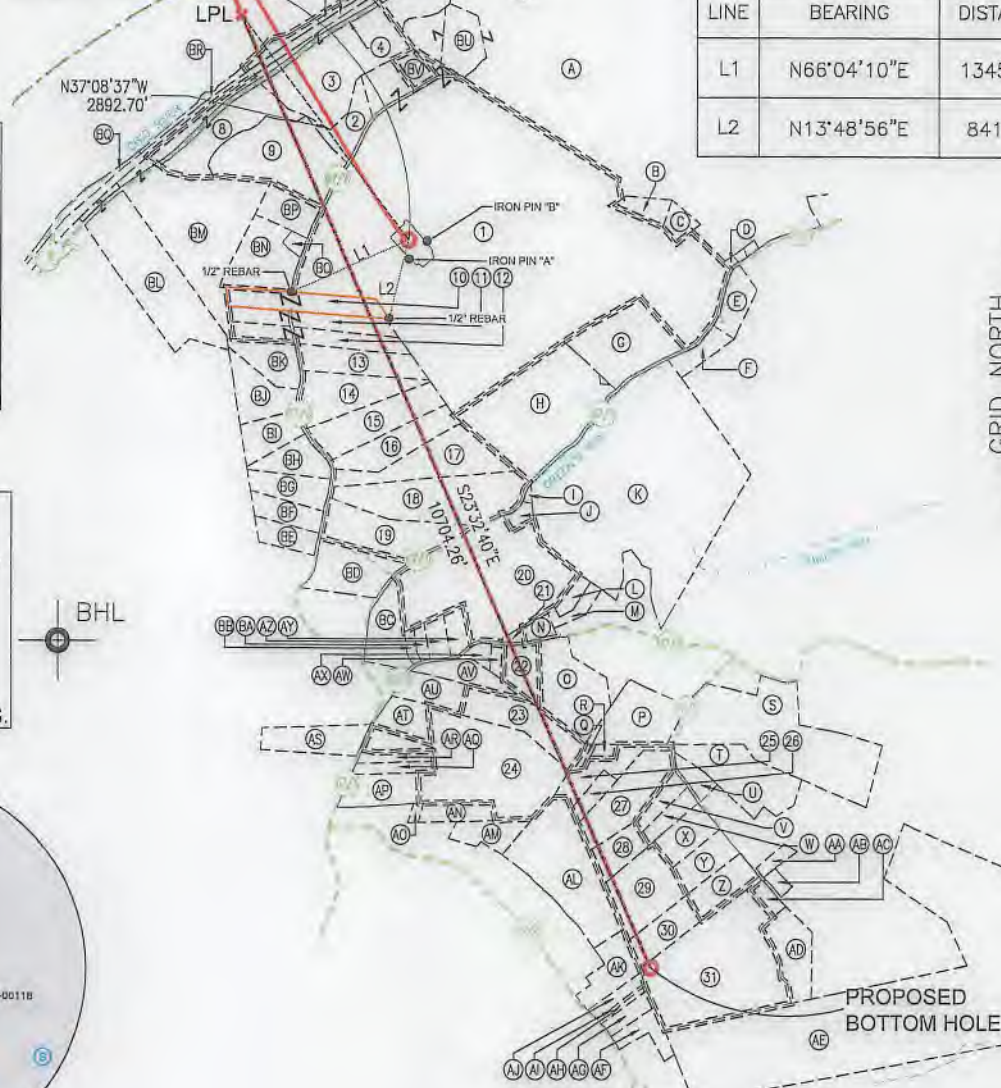 LINE BEARING
L1 N66°04'10"E
L2 N13°48'56"E
LPL
BR
N37°08'37"W
2892.70'
BQ
4
BU
BV
3
A
2
8
9
B
C
BP
IRON PIN "B"
1
D
BM
BN
BO
L1
IRON PIN "A"
BL
1/2" REBAR
10 11 12
E
L2
1/2" REBAR
G
F
BK
13
BJ
14
H
GRID NORTH
BI
15
16
BH
17
BG
18
S23°32'40"E
10704.26'
I
K
J
BF
BE
19
BD
20
21
L
M
BHL
BB BA AZ AY
BC
N
AX AW
AV
22
O
AU
R
P
S
AT
23
Q
25 26
AS
AR AQ
24
T
AP
27
U
AN
AO
AM
28
X
V
W AA AB AC
Y
AL
29
Z
30
AK
31
AD
PROPOSED
BOTTOM HOLE
AE
AJ AI AH AG AF
-00118